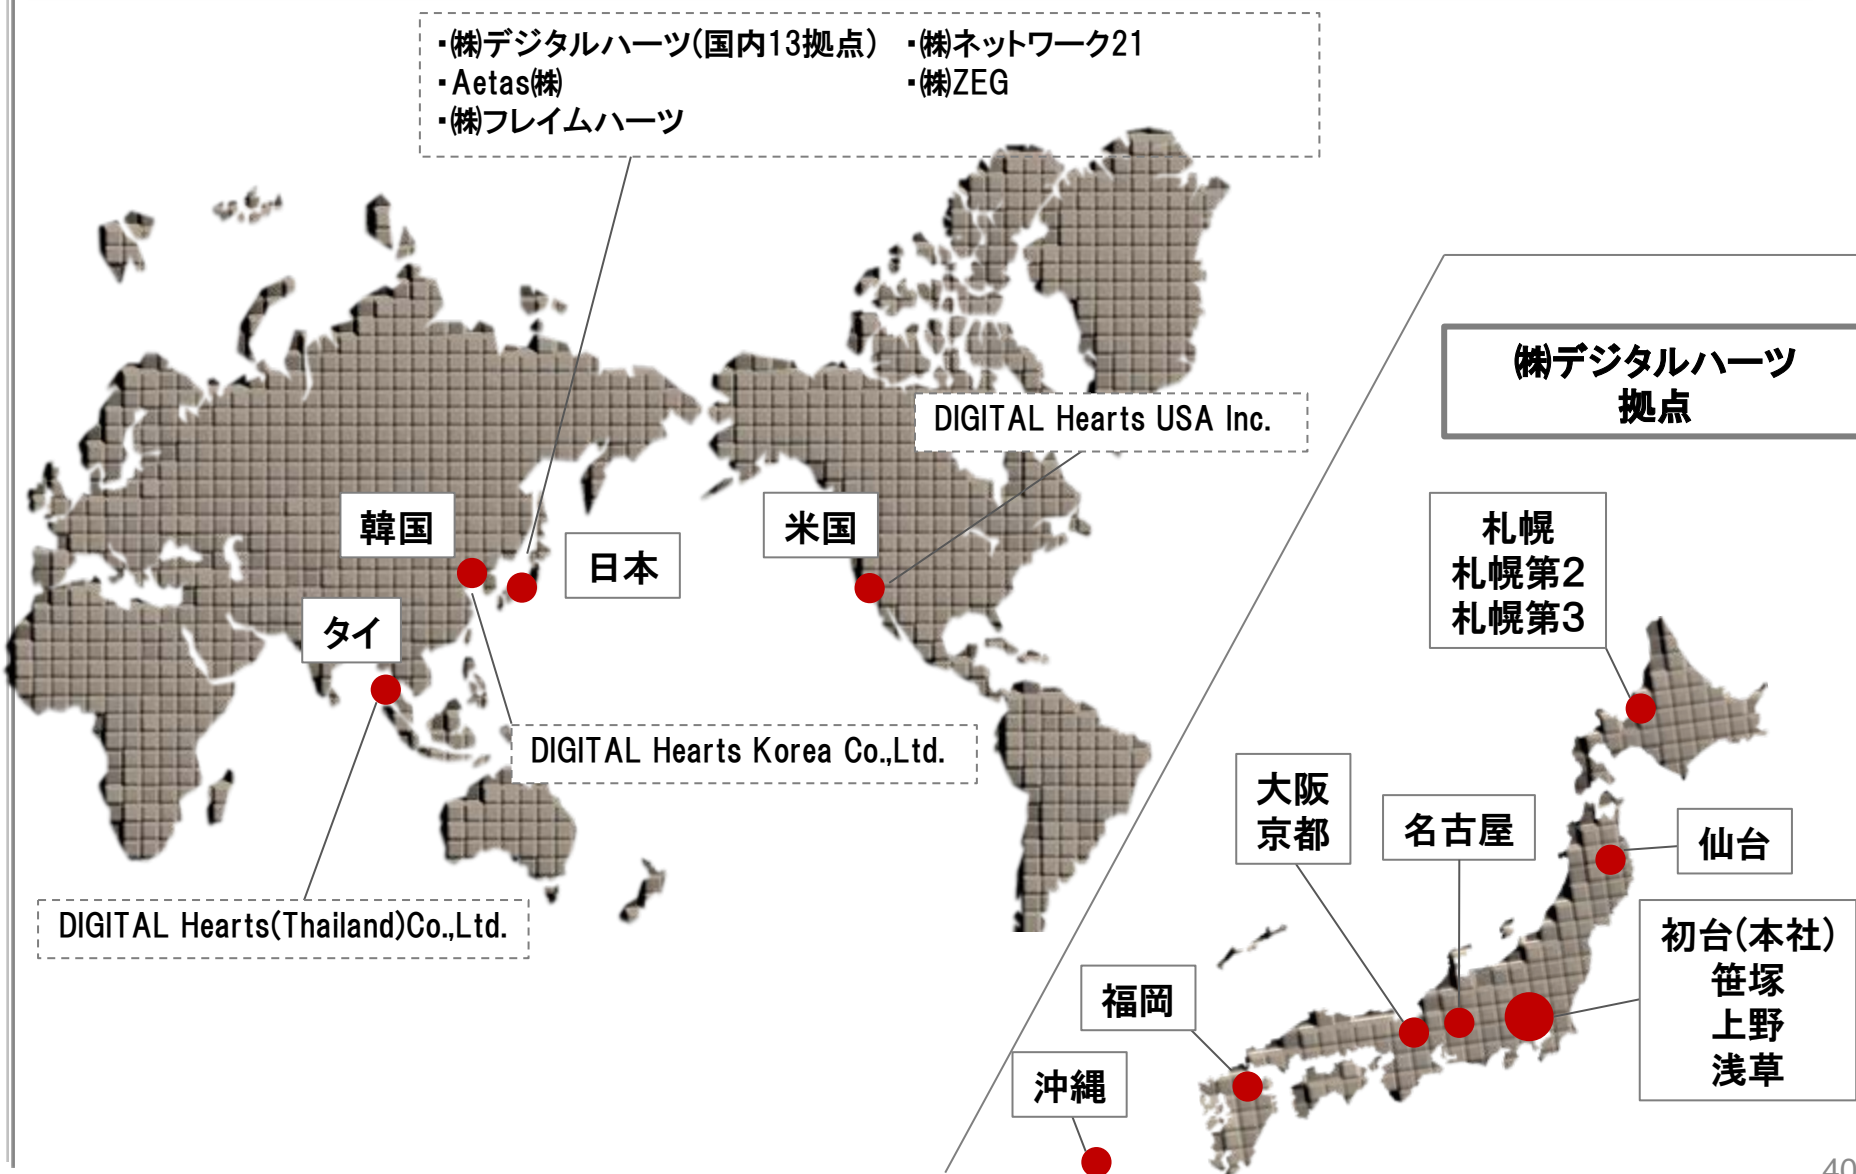 ・㈱デジタルハーツ(国内13拠点) ・㈱ネットワーク21
・Aetas㈱ ・㈱ZEG
・㈱フレイムハーツ
㈱デジタルハーツ
拠点
DIGITAL Hearts USA Inc.
韓国
日本
米国
タイ
札幌
札幌第2
札幌第3
DIGITAL Hearts Korea Co.,Ltd.
大阪
京都
名古屋
仙台
DIGITAL Hearts(Thailand)Co.,Ltd.
初台(本社)
笹塚
上野
浅草
福岡
沖縄
40